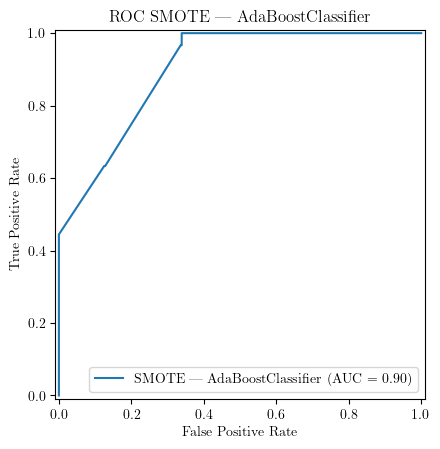 ROC SMOTE — AdaBoostClassifier
1.0
0.8
0.6
0.4
0.2
0.0
True Positive Rate
SMOTE — AdaBoostClassifier (AUC = 0.90)
0.0 0.2 0.4 0.6 0.8 1.0
False Positive Rate